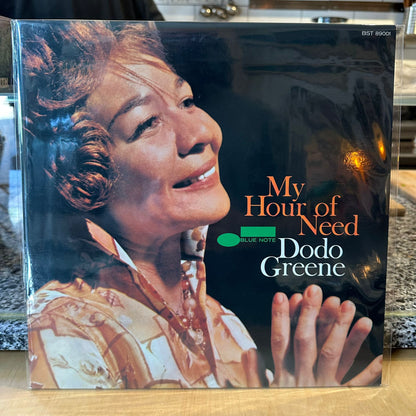 BST 89001
My
Hour of
Need
BLUE NOTE
Dodo
Greene